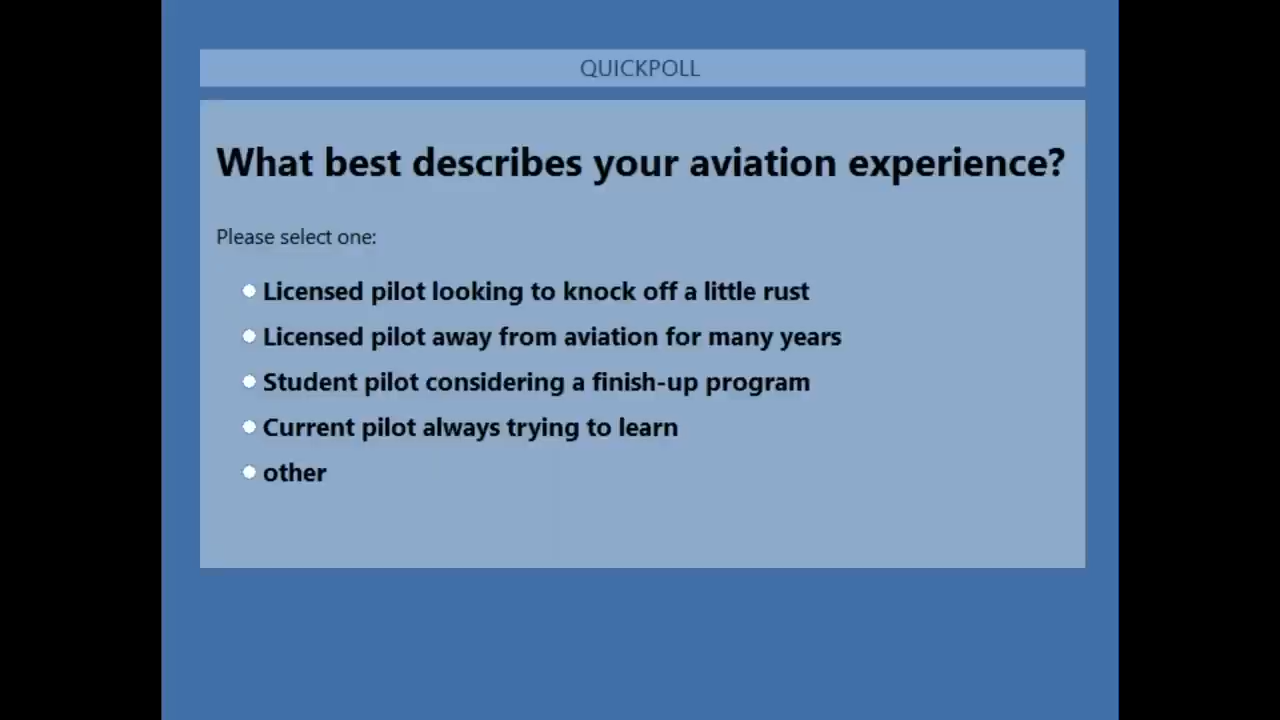 QUICKPOLL
What best describes your aviation experience?
Please select one:
Licensed pilot looking to knock off a little rust
Licensed pilot away from aviation for many years
Student pilot considering a finish-up program
Current pilot always trying to learn
other